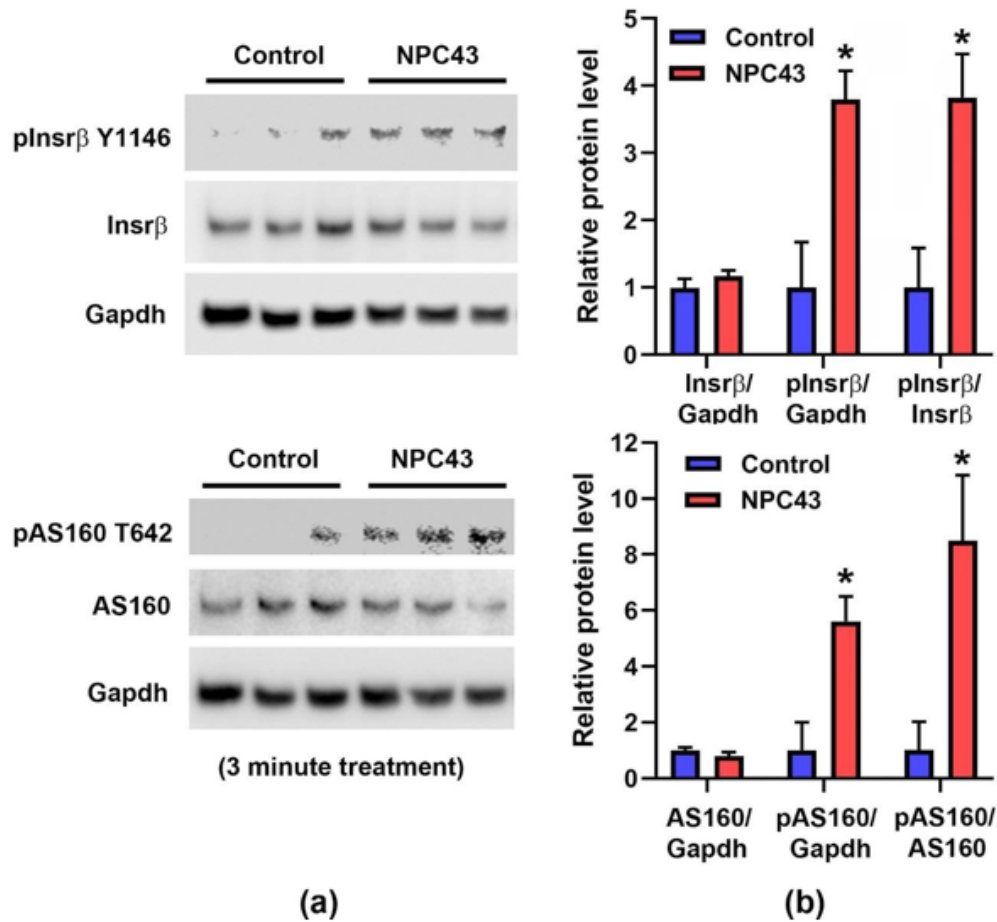 Control NPC43
pInsrβ Y1146
Insrβ
Gapdh
Control NPC43
pAS160 T642
AS160
Gapdh
(3 minute treatment)
(a)
Relative protein level
5
4
3
2
1
0
Control
NPC43
*
*
Insrβ/
Gapdh
pInsrβ/
Gapdh
pInsrβ/
Insrβ
Relative protein level
12
10
8
6
4
2
0
Control
NPC43
*
*
AS160/
Gapdh
pAS160/
Gapdh
pAS160/
AS160
(b)